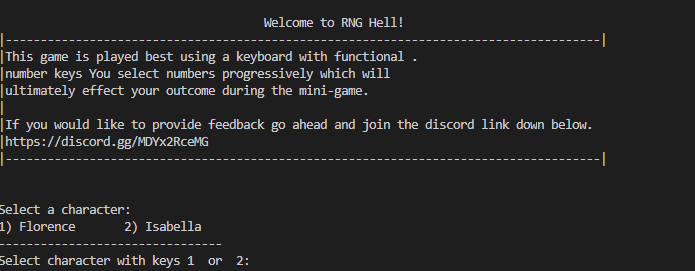 Welcome to RNG Hell!
|-----------------------------------------------------------------------------------|
|This game is played best using a keyboard with functional .
|number keys You select numbers progressively which will
|ultimately effect your outcome during the mini-game.
|
|If you would like to provide feedback go ahead and join the discord link down below.
|https://discord.gg/MDYx2RceMG
|-----------------------------------------------------------------------------------|
Select a character:
1) Florence 2) Isabella
-------------------------------
Select character with keys 1 or 2: